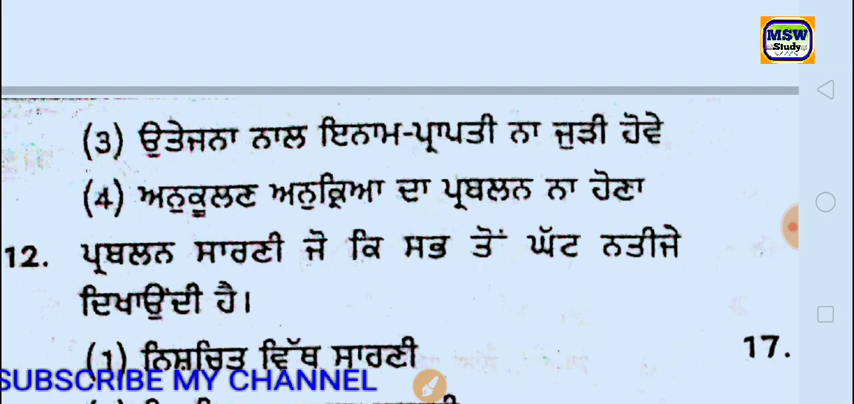 MSW
Study
(3) ਉਤੇਜਨਾ ਨਾਲ ਇਨਾਮ-ਪ੍ਰਾਪਤੀ ਨਾ ਜੁੜੀ ਹੋਵੇ
(4) ਅਨੁਕੂਲਣ ਅਨੁਕ੍ਰਿਆ ਦਾ ਪ੍ਰਬਲਨ ਨਾ ਹੋਣਾ
12. ਪ੍ਰਬਲਨ ਸਾਰਣੀ ਜੋ ਕਿ ਸਭ ਤੋਂ ਘੱਟ ਨਤੀਜੇ
ਦਿਖਾਉਂਦੀ ਹੈ।
(1) ਨਿਸ਼ਚਿਤ ਵਿੱਥ ਸਾਰਣੀ
17.
SUBSCRIBE MY CHANNEL